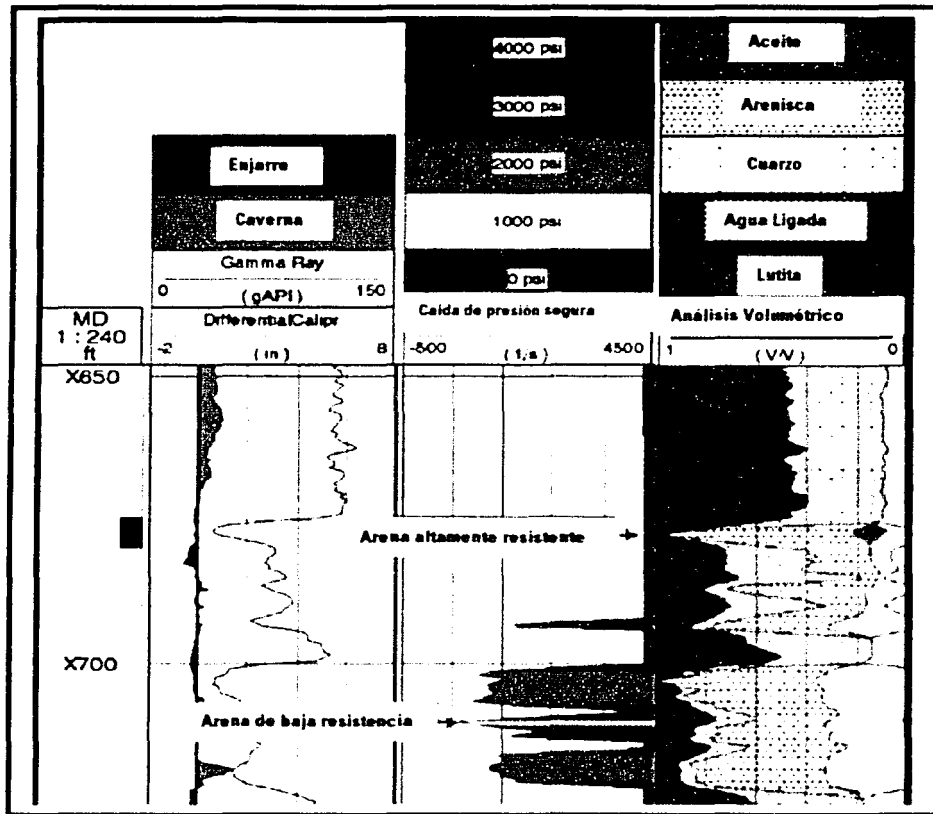 4000 psi
3000 psi
2000 psi
1000 psi
0 psi
Aceite
Arenisca
Cuarzo
Agua Ligada
Lutita
Enjarre
Caverna
Gamma Ray
0 (gAPI) 150
MD
1 : 240
ft
DifferentialCalipr
-2 (in) 8
Caída de presión segura
-500 (1/a) 4500
Análisis Volumétrico
1 (V/V) 0
X650
Arena altamente resistente
X700
Arena de baja resistencia